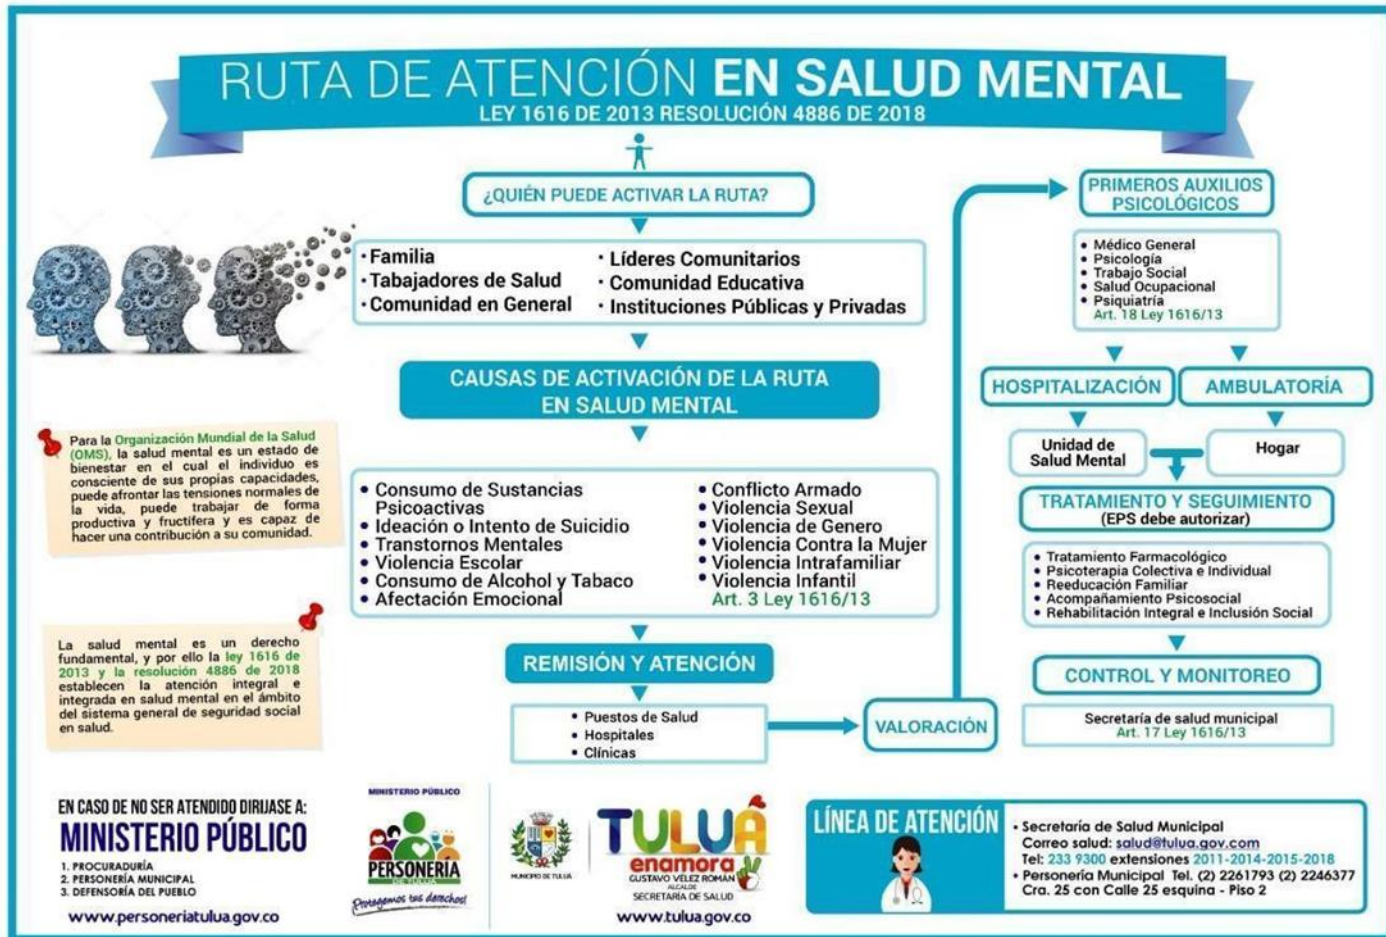 RUTA DE ATENCIÓN EN SALUD MENTAL
LEY 1616 DE 2013 RESOLUCIÓN 4886 DE 2018
¿QUIÉN PUEDE ACTIVAR LA RUTA?
• Familia
• Tabajadores de Salud
• Comunidad en General
• Líderes Comunitarios
• Comunidad Educativa
• Instituciones Públicas y Privadas
CAUSAS DE ACTIVACIÓN DE LA RUTA
EN SALUD MENTAL
• Consumo de Sustancias
Psicoactivas
• Ideación o Intento de Suicidio
• Transtornos Mentales
• Violencia Escolar
• Consumo de Alcohol y Tabaco
• Afectación Emocional
• Conflicto Armado
• Violencia Sexual
• Violencia de Genero
• Violencia Contra la Mujer
• Violencia Intrafamiliar
• Violencia Infantil
Art. 3 Ley 1616/13
REMISIÓN Y ATENCIÓN
• Puestos de Salud
• Hospitales
• Clínicas
VALORACIÓN
PRIMEROS AUXILIOS
PSICOLÓGICOS
• Médico General
• Psicología
• Trabajo Social
• Salud Ocupacional
• Psiquiatría
Art. 18 Ley 1616/13
HOSPITALIZACIÓN
AMBULATORÍA
Unidad de
Salud Mental
Hogar
TRATAMIENTO Y SEGUIMIENTO
(EPS debe autorizar)
• Tratamiento Farmacológico
• Psicoterapia Colectiva e Individual
• Reeducación Familiar
• Acompañamiento Psicosocial
• Rehabilitación Integral e Inclusión Social
CONTROL Y MONITOREO
Secretaría de salud municipal
Art. 17 Ley 1616/13
Para la Organización Mundial de la Salud
(OMS), la salud mental es un estado de
bienestar en el cual el individuo es
consciente de sus propias capacidades,
puede afrontar las tensiones normales de
la vida, puede trabajar de forma
productiva y fructífera y es capaz de
hacer una contribución a su comunidad.
La salud mental es un derecho
fundamental, y por ello la ley 1616 de
2013 y la resolución 4886 de 2018
establecen la atención integral e
integrada en salud mental en el ámbito
del sistema general de seguridad social
en salud.
EN CASO DE NO SER ATENDIDO DIRIJASE A:
MINISTERIO PÚBLICO
1. PROCURADURÍA
2. PERSONERÍA MUNICIPAL
3. DEFENSORÍA DEL PUEBLO
www.personeriatulua.gov.co
MINISTERIO PÚBLICO
PERSONERÍA
DE TULUA
¡Protegemos tus derechos!
MUNICIPIO DE TULUA
TULUÁ
enamora
GUSTAVO VÉLEZ ROMÁN
ALCALDE
SECRETARÍA DE SALUD
www.tulua.gov.co
LÍNEA DE ATENCIÓN
• Secretaría de Salud Municipal
Correo salud: salud@tulua.gov.com
Tel: 233 9300 extensiones 2011-2014-2015-2018
• Personería Municipal Tel. (2) 2261793 (2) 2246377
Cra. 25 con Calle 25 esquina - Piso 2